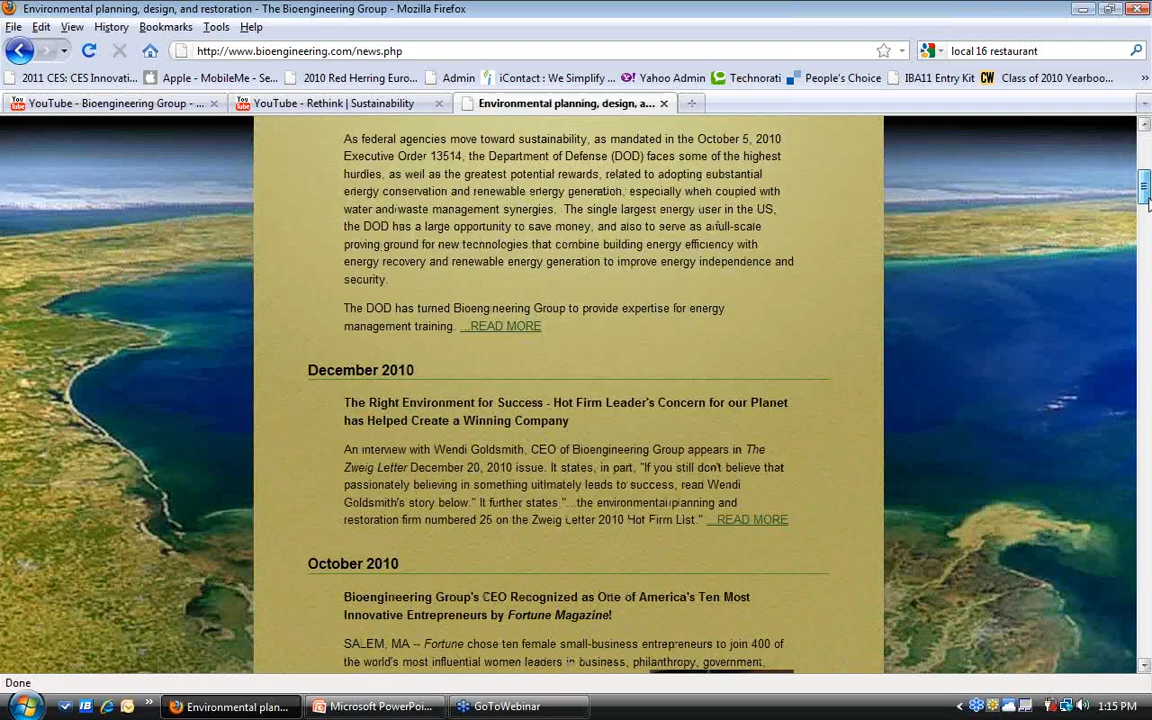 Environmental planning, design, and restoration - The Bioengineering Group - Mozilla Firefox
File Edit View History Bookmarks Tools Help
http://www.bioengineering.com/news.php
local 16 restaurant
2011 CES: CES Innovati... Apple - MobileMe - Se... 2010 Red Herring Euro... Admin iContact : We Simplify ... Yahoo Admin Technorati People's Choice IBA11 Entry Kit CW Class of 2010 Yearboo... »
YouTube - Bioengineering Group - ... YouTube - Rethink | Sustainability Environmental planning, design, a...
As federal agencies move toward sustainability, as mandated in the October 5, 2010
Executive Order 13514, the Department of Defense (DOD) faces some of the highest
hurdles, as well as the greatest potential rewards, related to adopting substantial
energy conservation and renewable energy generation, especially when coupled with
water and waste management synergies. The single largest energy user in the US,
the DOD has a large opportunity to save money, and also to serve as a full-scale
proving ground for new technologies that combine building energy efficiency with
energy recovery and renewable energy generation to improve energy independence and
security.
The DOD has turned Bioengineering Group to provide expertise for energy
management training. ...READ MORE
December 2010
The Right Environment for Success - Hot Firm Leader's Concern for our Planet
has Helped Create a Winning Company
An interview with Wendi Goldsmith, CEO of Bioengineering Group appears in The
Zweig Letter December 20, 2010 issue. It states, in part, "If you still don't believe that
passionately believing in something ultimately leads to success, read Wendi
Goldsmith's story below." It further states "...the environmental planning and
restoration firm numbered 26 on the Zweig Letter 2010 Hot Firm List." ...READ MORE
October 2010
Bioengineering Group's CEO Recognized as One of America's Ten Most
Innovative Entrepreneurs by Fortune Magazine!
SALEM, MA -- Fortune chose ten female small-business entrepreneurs to join 400 of
the world's most influential women leaders in business, philanthropy, government,
Done
Environmental plan... Microsoft PowerPoi... GoToWebinar 1:15 PM